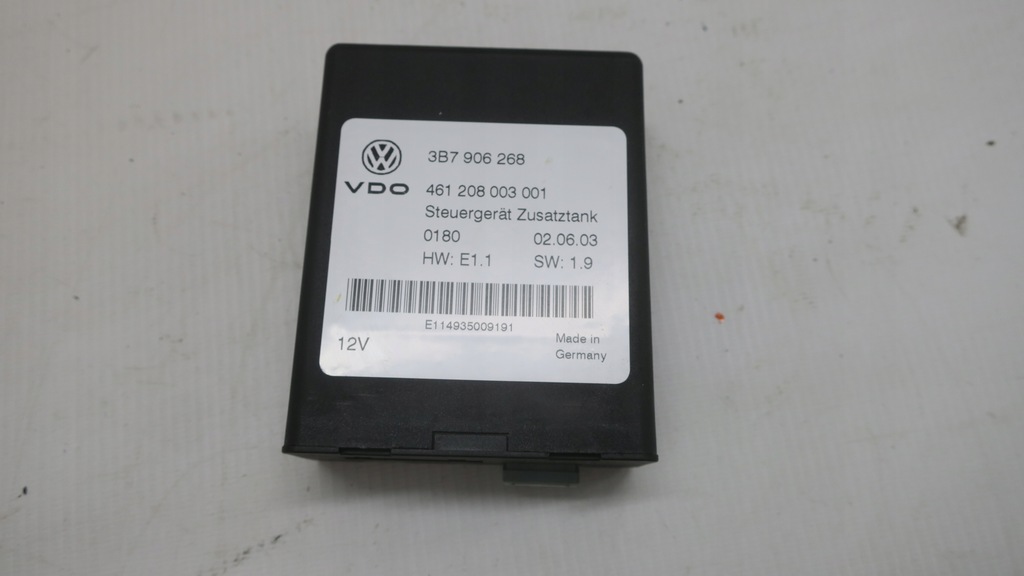 3B7 906 268
VDO
461 208 003 001
Steuergerät Zusatztank
0180 02.06.03
HW: E1.1 SW: 1.9
E114935009191
12V
Made in
Germany